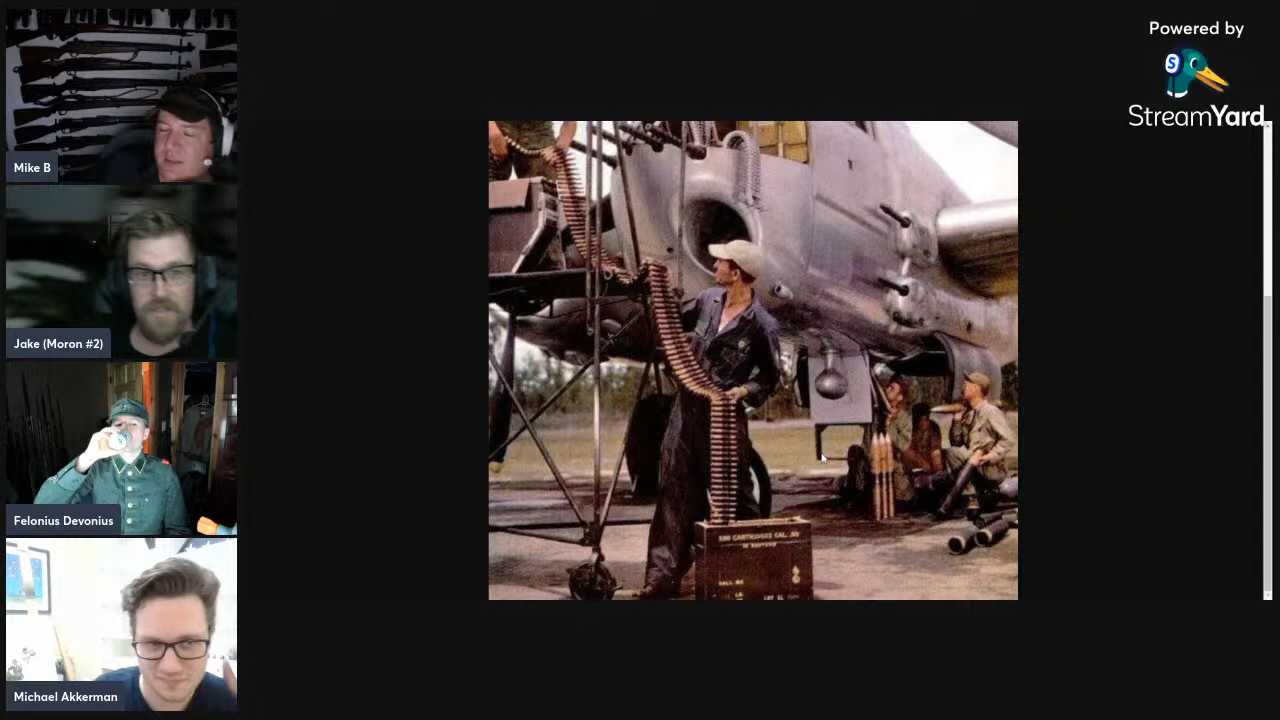 Powered by
StreamYard
Mike B
Jake (Moron #2)
Felonius Devonius
Michael Akkerman
CARTRIDGES CAL. .50